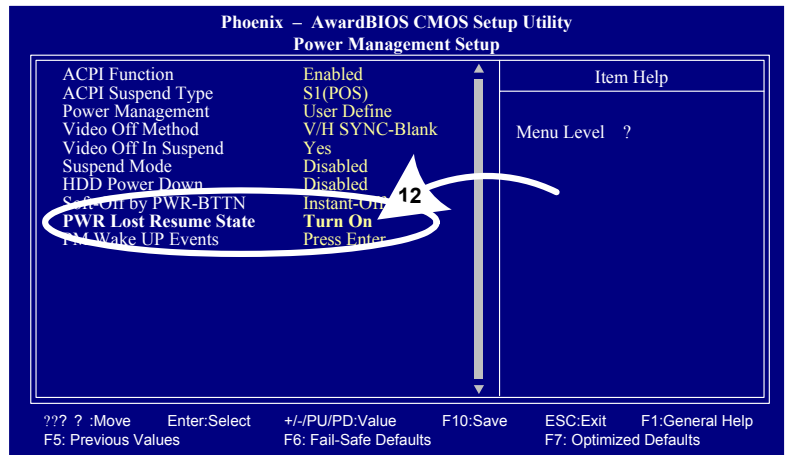 Phoenix – AwardBIOS CMOS Setup Utility
Power Management Setup
ACPI Function Enabled
ACPI Suspend Type S1(POS)
Power Management User Define
Video Off Method V/H SYNC-Blank
Video Off In Suspend Yes
Suspend Mode Disabled
HDD Power Down Disabled
Soft-Off by PWR-BTTN Instant-Off
PWR Lost Resume State Turn On
PM Wake UP Events Press Enter
12
Item Help
Menu Level ?
??? ? :Move Enter:Select +/-/PU/PD:Value F10:Save ESC:Exit F1:General Help
F5: Previous Values F6: Fail-Safe Defaults F7: Optimized Defaults